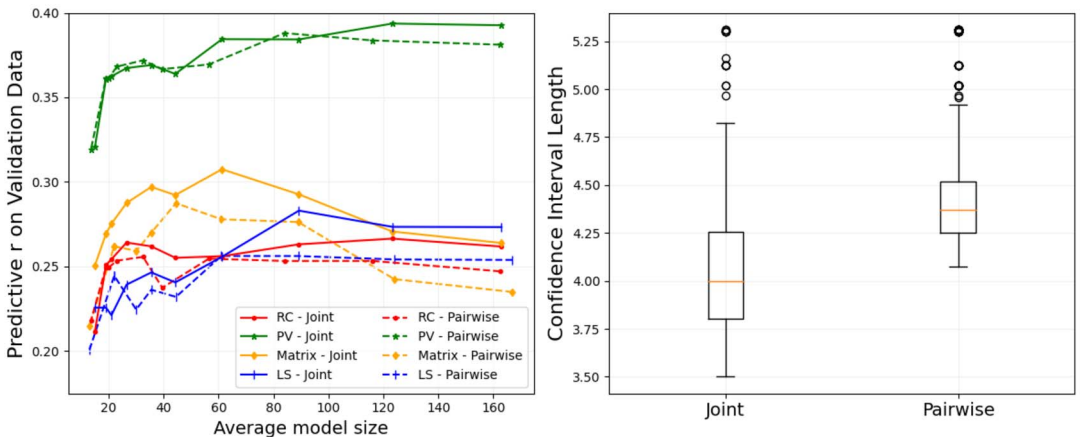 Predictive r on Validation Data
0.40
0.35
0.30
0.25
0.20
20 40 60 80 100 120 140 160
Average model size
RC - Joint
PV - Joint
Matrix - Joint
LS - Joint
RC - Pairwise
PV - Pairwise
Matrix - Pairwise
LS - Pairwise
Confidence Interval Length
5.25
5.00
4.75
4.50
4.25
4.00
3.75
3.50
Joint Pairwise